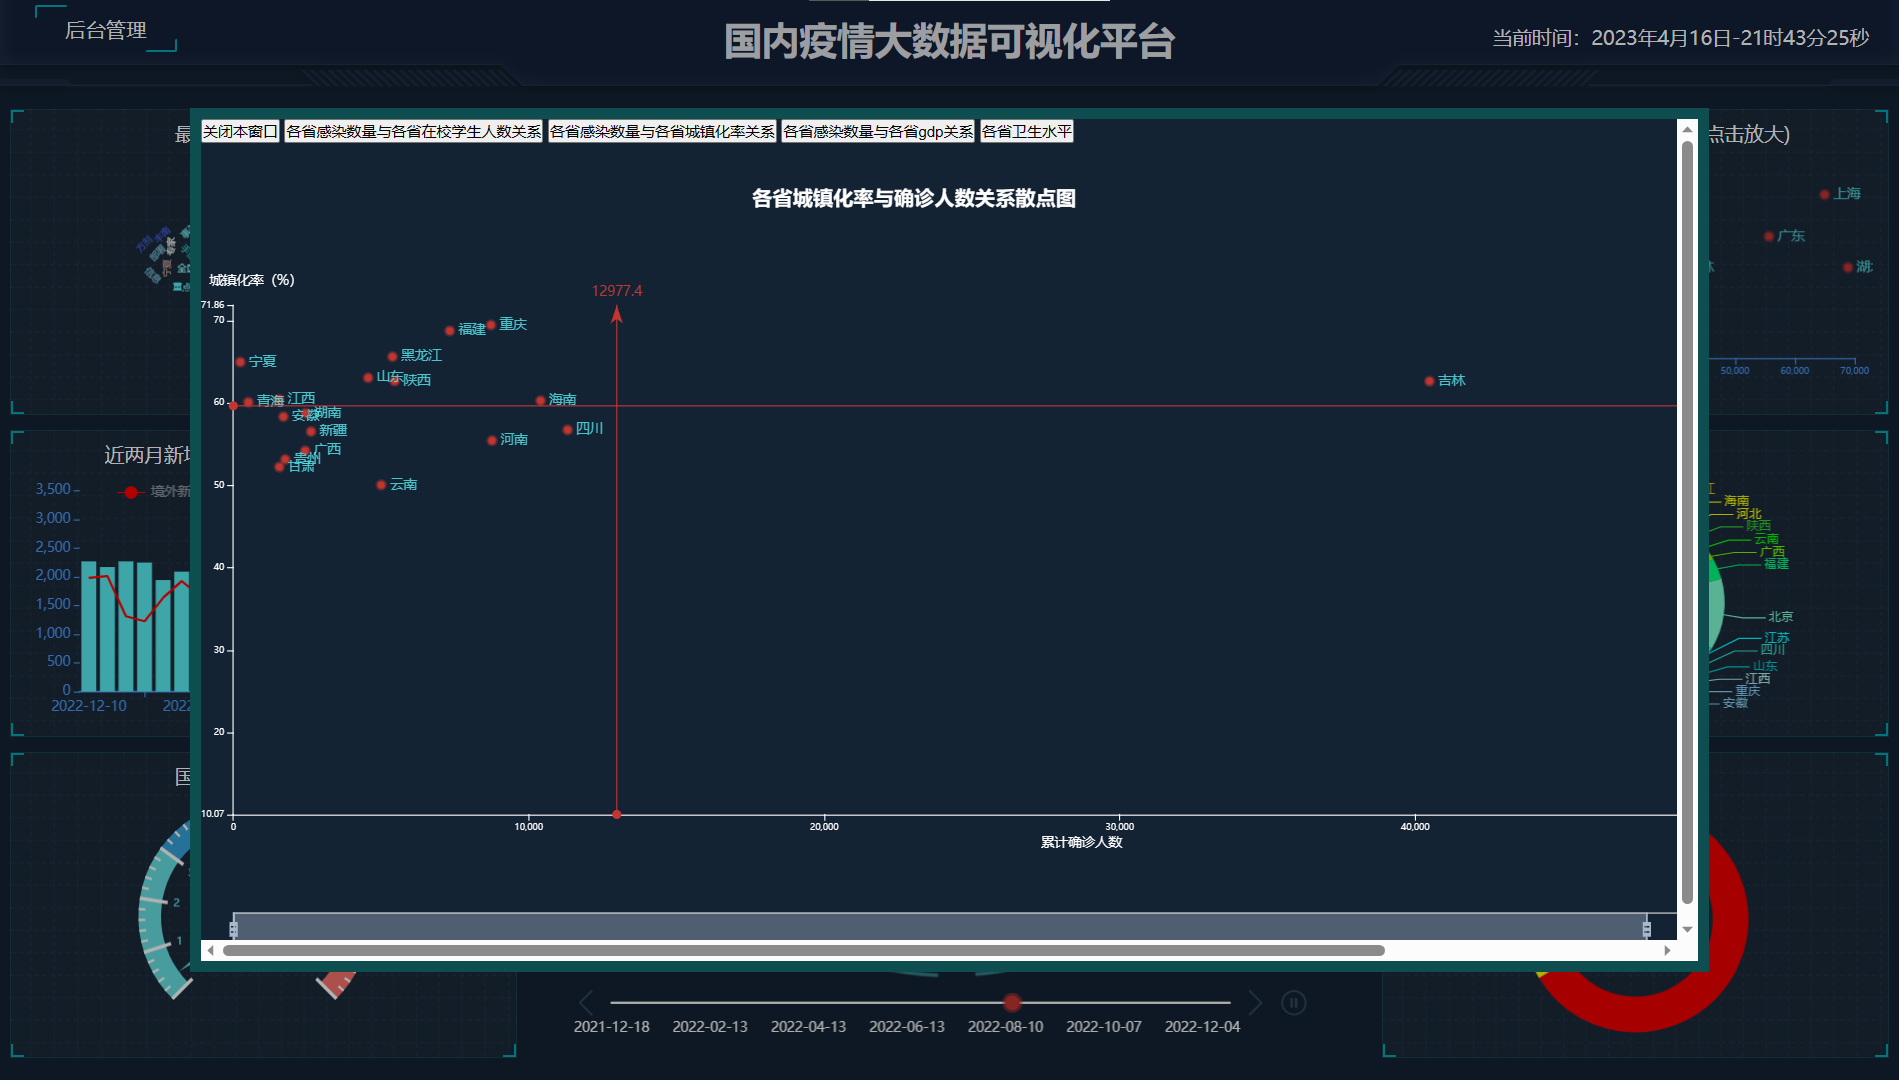 后台管理
国内疫情大数据可视化平台
当前时间：2023年4月16日-21时43分25秒
关闭本窗口
各省感染数量与各省在校学生人数关系
各省感染数量与各省城镇化率关系
各省感染数量与各省gdp关系
各省卫生水平
最
点击放大)
各省城镇化率与确诊人数关系散点图
城镇化率（%）
12977.4
71.86
70
60
50
40
30
20
10.07
福建
重庆
黑龙江
宁夏
山东
陕西
吉林
青海
江西
海南
安徽
湖南
四川
新疆
河南
广西
贵州
甘肃
云南
0
10,000
20,000
30,000
40,000
累计确诊人数
上海
广东
湖
50,000
60,000
70,000
宁夏
全
重点
近两月新
境外新
3,500
3,000
2,500
2,000
1,500
1,000
500
0
2022-12-10
2022
江
海南
河北
陕西
云南
广西
福建
北京
江苏
四川
山东
江西
重庆
安徽
国
2
1
2021-12-18
2022-02-13
2022-04-13
2022-06-13
2022-08-10
2022-10-07
2022-12-04